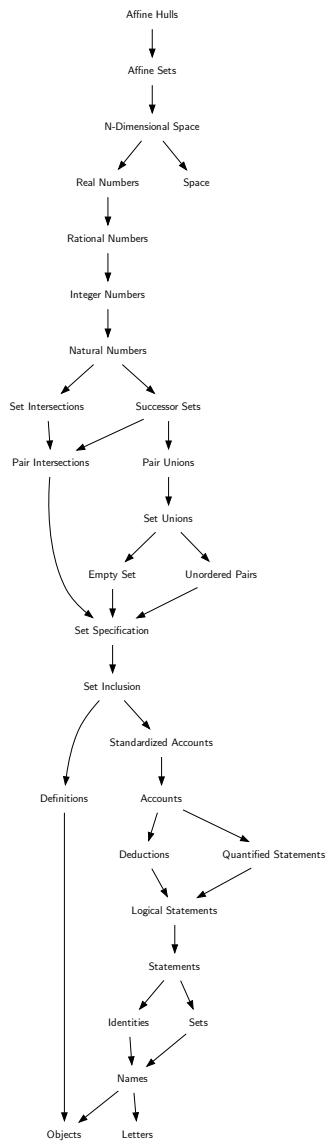 Affine Hulls
Affine Sets
N-Dimensional Space
Real Numbers
Space
Rational Numbers
Integer Numbers
Natural Numbers
Set Intersections
Successor Sets
Pair Intersections
Pair Unions
Set Unions
Empty Set
Unordered Pairs
Set Specification
Set Inclusion
Standardized Accounts
Definitions
Accounts
Deductions
Quantified Statements
Logical Statements
Statements
Identities
Sets
Names
Objects
Letters